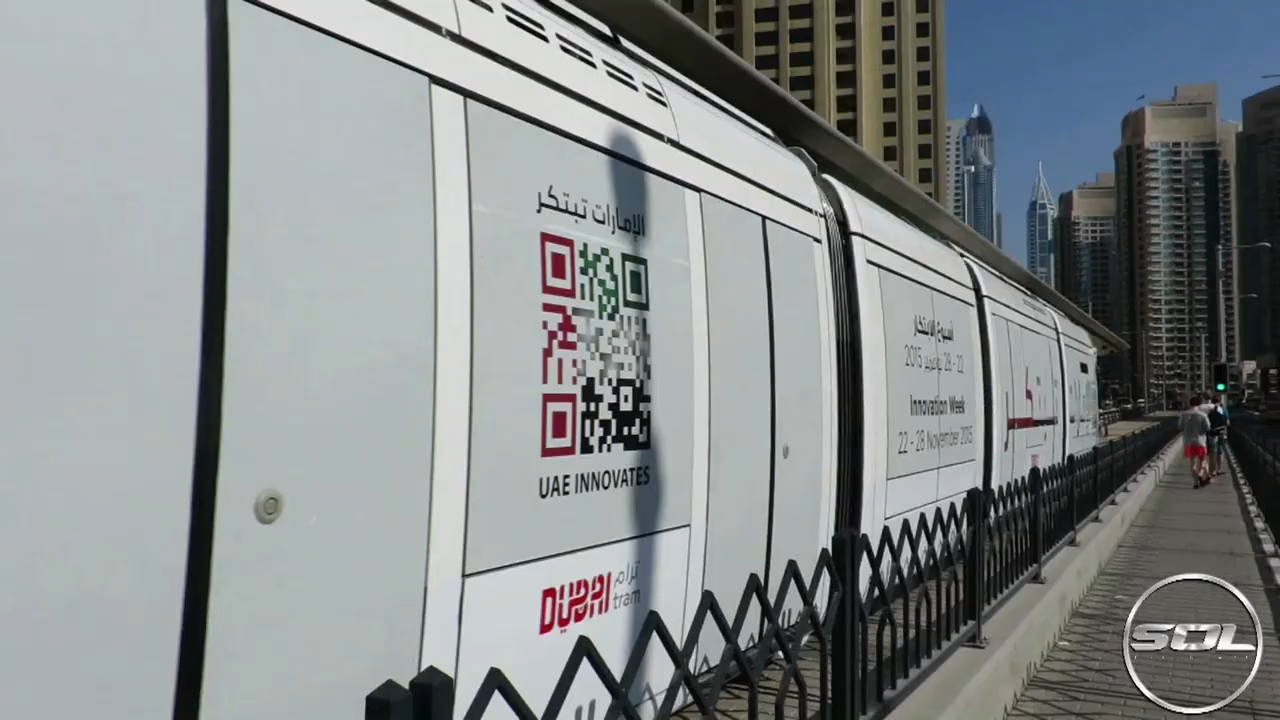 الإمارات تبتكر
UAE INNOVATES
DUBAI ترام
tram
أسبوع الابتكار
22 - 28 نوفمبر 2015
Innovation Week
22 - 28 November 2015
SOL